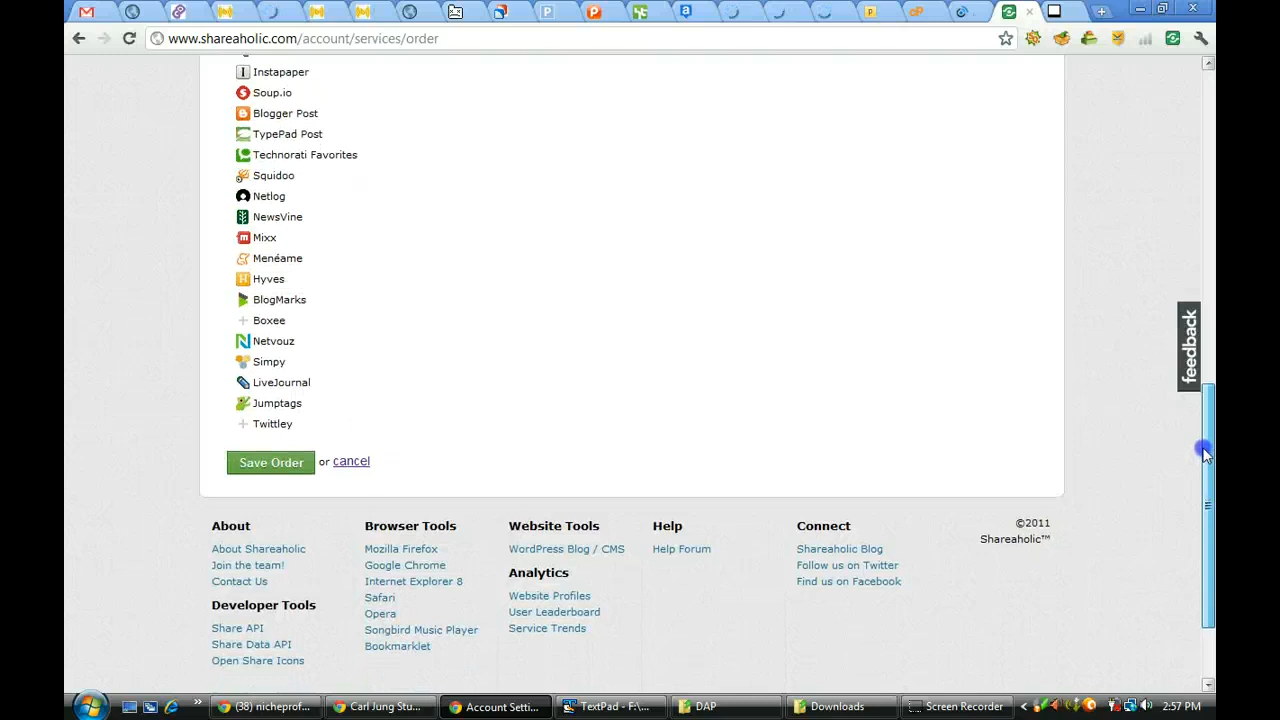 www.shareaholic.com/account/services/order
Instapaper
Soup.io
Blogger Post
TypePad Post
Technorati Favorites
Squidoo
Netlog
NewsVine
Mixx
Menéame
Hyves
BlogMarks
Boxee
Netvouz
Simpy
LiveJournal
Jumptags
Twittley
Save Order or cancel
feedback
About
About Shareaholic
Join the team!
Contact Us
Developer Tools
Share API
Share Data API
Open Share Icons
Browser Tools
Mozilla Firefox
Google Chrome
Internet Explorer 8
Safari
Opera
Songbird Music Player
Bookmarklet
Website Tools
WordPress Blog / CMS
Analytics
Website Profiles
User Leaderboard
Service Trends
Help
Help Forum
Connect
Shareaholic Blog
Follow us on Twitter
Find us on Facebook
©2011
Shareaholic™
(38) nicheprof... Carl Jung Stu... Account Setti... TextPad - F:\... DAP Downloads Screen Recorder 2:57 PM